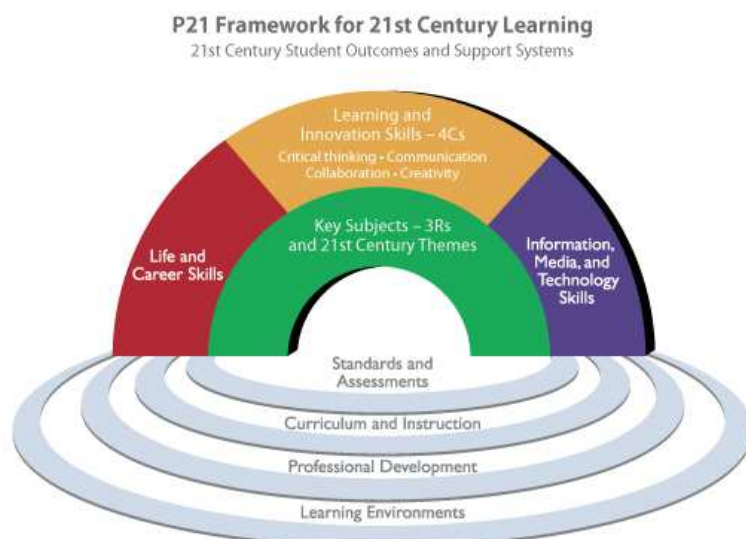 P21 Framework for 21st Century Learning
21st Century Student Outcomes and Support Systems
Learning and
Innovation Skills – 4Cs
Critical thinking • Communication
Collaboration • Creativity
Key Subjects – 3Rs
and 21st Century Themes
Life and
Career Skills
Information,
Media, and
Technology
Skills
Standards and
Assessments
Curriculum and Instruction
Professional Development
Learning Environments